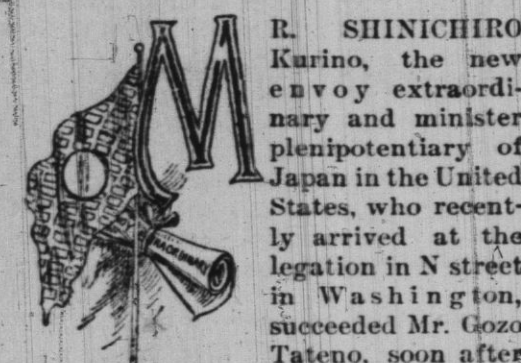 MR. SHINICHIRO
Kurino, the new
envoy extraordi-
nary and minister
plenipotentiary of
Japan in the United
States, who recent-
ly arrived at the
legation in N street
in Washington,
succeeded Mr. Gozo
Tateno, soon after